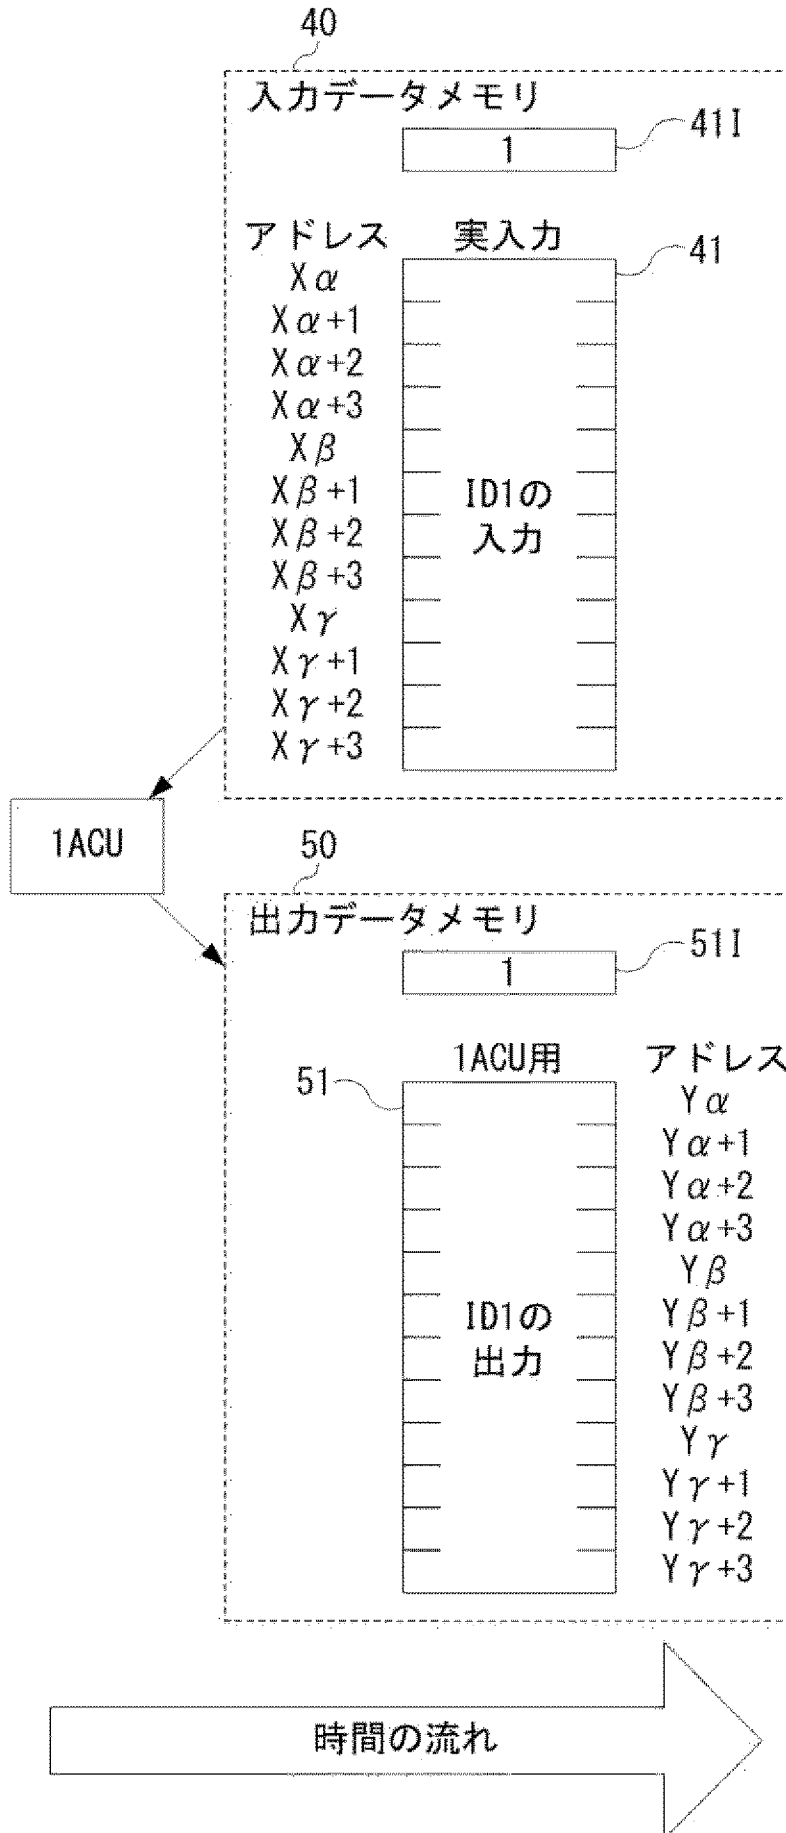 40
入力データメモリ
41I
1
アドレス
実入力
41
Xα
Xα+1
Xα+2
Xα+3
Xβ
Xβ+1
Xβ+2
Xβ+3
Xγ
Xγ+1
Xγ+2
Xγ+3
ID1の
入力
1ACU
50
出力データメモリ
51I
1
1ACU用
アドレス
51
Yα
Yα+1
Yα+2
Yα+3
Yβ
Yβ+1
Yβ+2
Yβ+3
Yγ
Yγ+1
Yγ+2
Yγ+3
ID1の
出力
時間の流れ